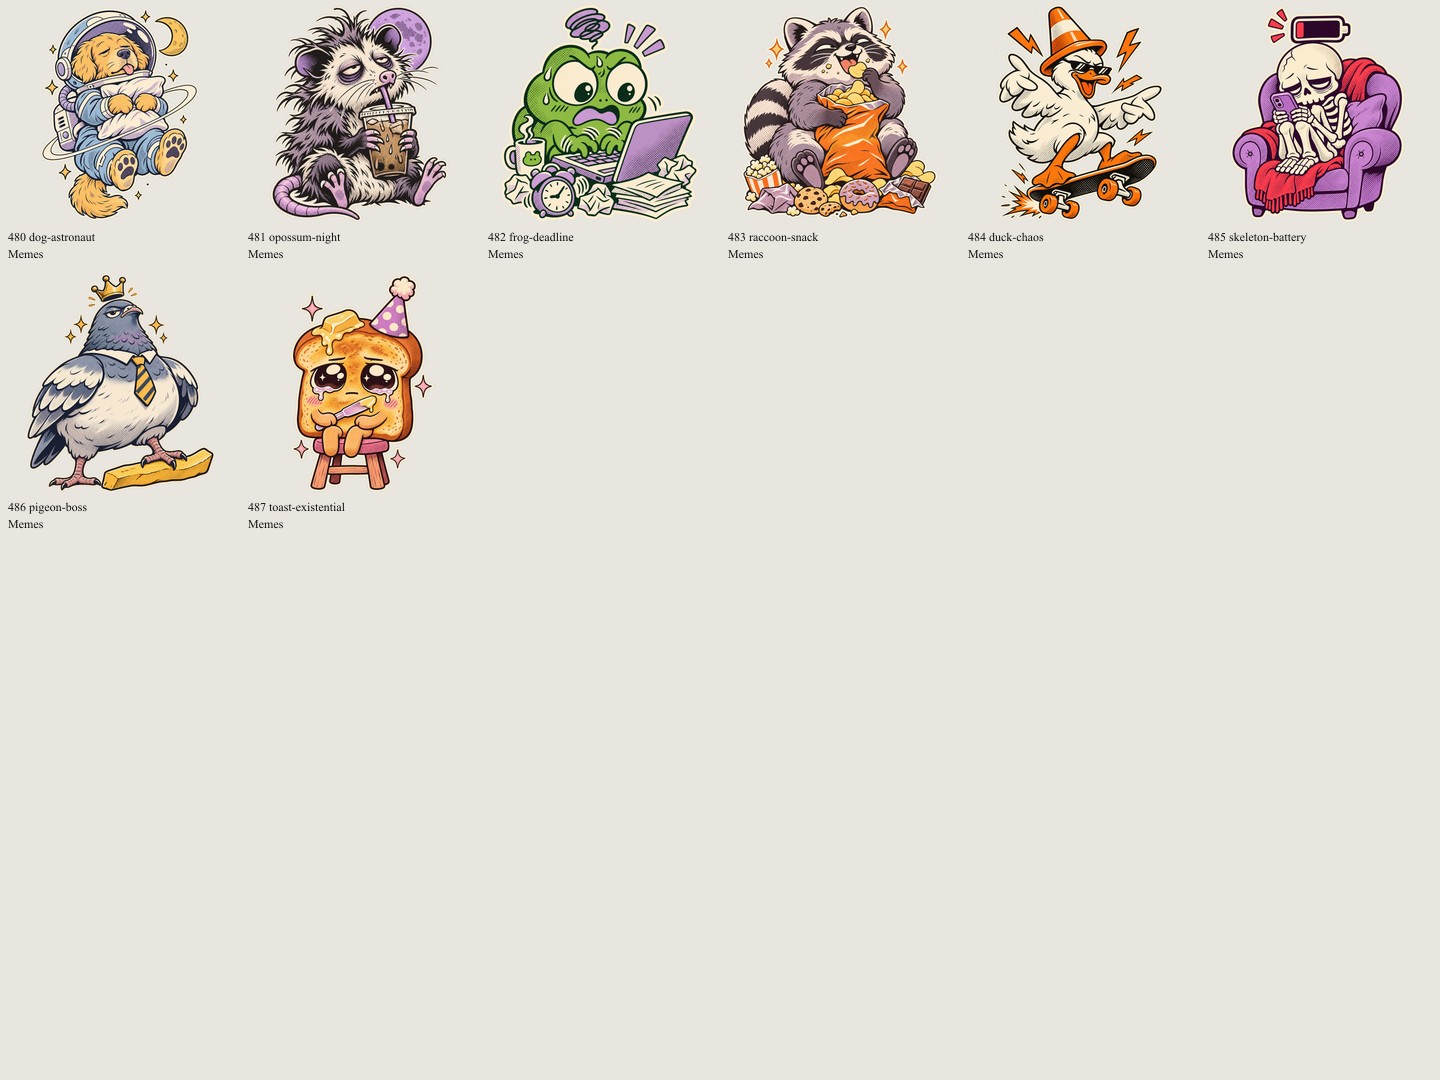 480 dog-astronaut
Memes
481 opossum-night
Memes
482 frog-deadline
Memes
483 raccoon-snack
Memes
484 duck-chaos
Memes
485 skeleton-battery
Memes
486 pigeon-boss
Memes
487 toast-existential
Memes